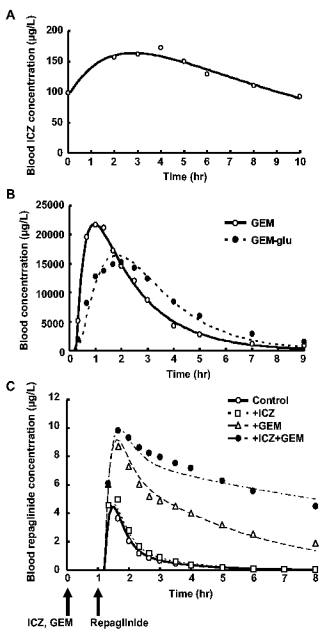 A
Blood ICZ concentrration (µg/L)
200
150
100
50
0
0 1 2 3 4 5 6 7 8 9 10
Time (hr)
B
Blood concentrration (µg/L)
25000
20000
15000
10000
5000
0
GEM
GEM-glu
0 1 2 3 4 5 6 7 8 9
Time (hr)
C
Blood repaglinide concentrration (µg/L)
12
10
8
6
4
2
0
Control
+ICZ
+GEM
+ICZ+GEM
0 1 2 3 4 5 6 7 8
Time (hr)
ICZ, GEM
Repaglinide